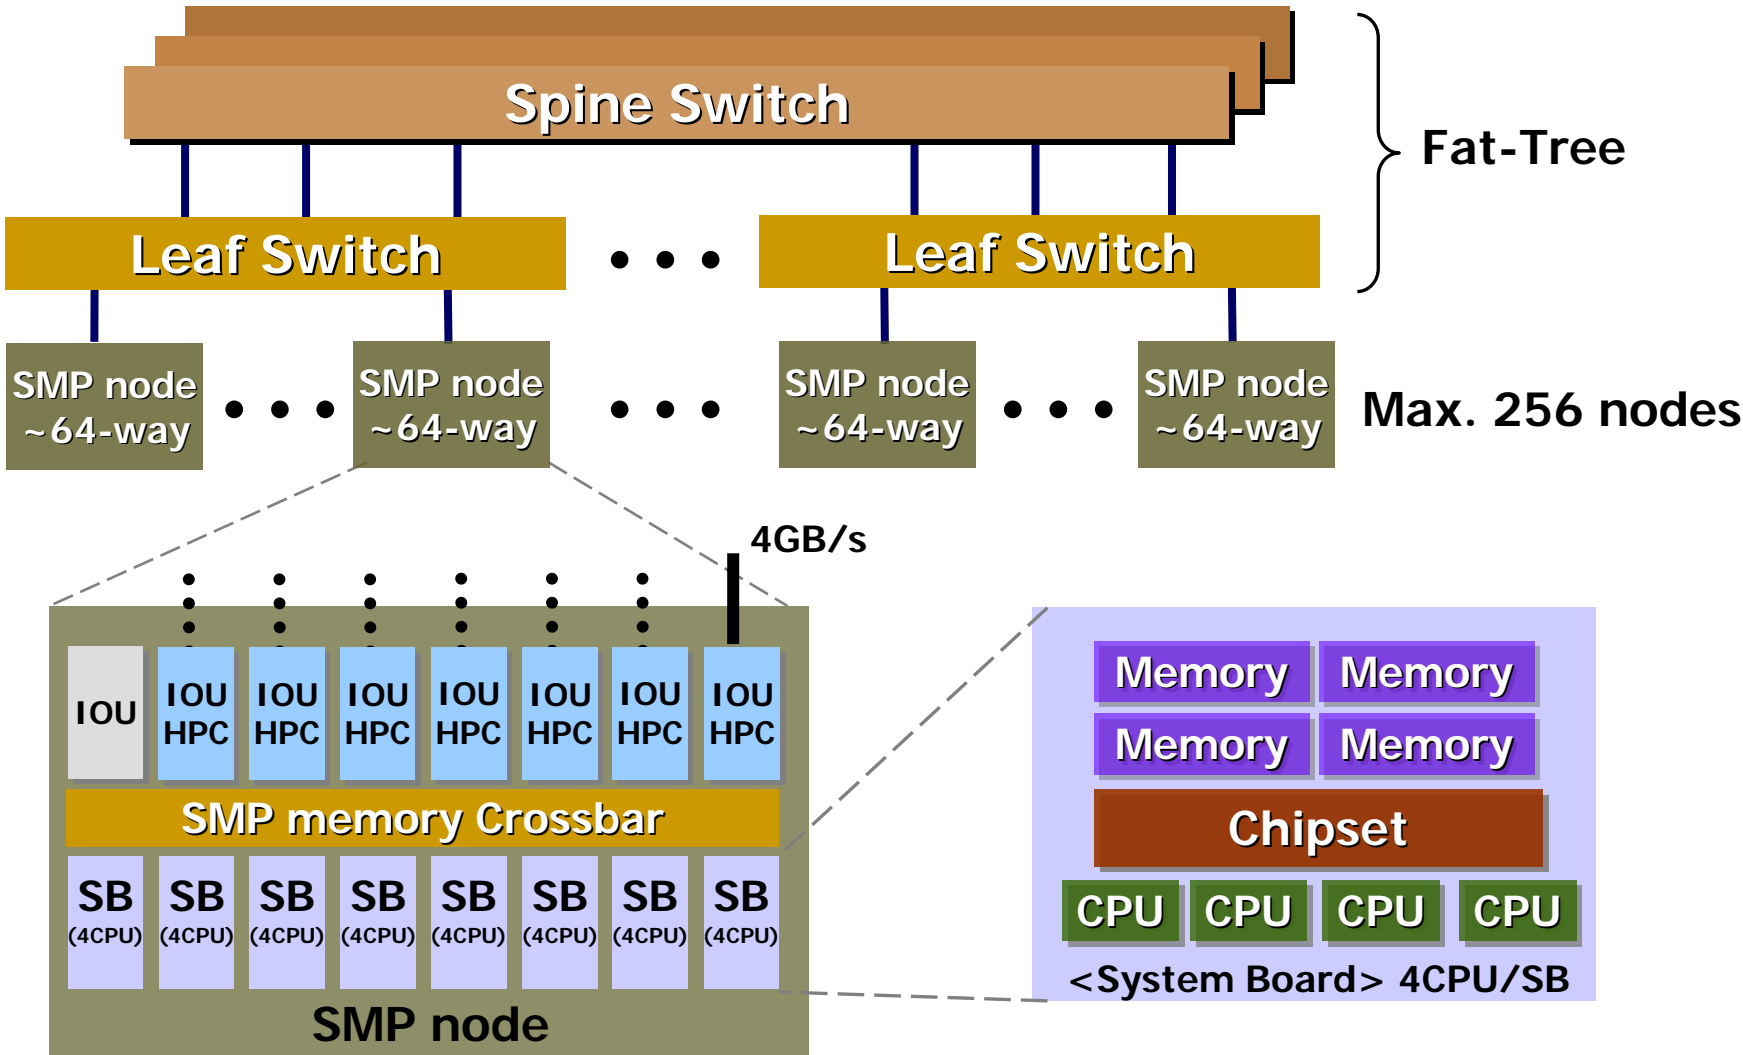 Spine Switch
Fat-Tree
Leaf Switch
Leaf Switch
SMP node
~64-way
SMP node
~64-way
SMP node
~64-way
SMP node
~64-way
Max. 256 nodes
4GB/s
IOU
IOU
HPC
IOU
HPC
IOU
HPC
IOU
HPC
IOU
HPC
IOU
HPC
IOU
HPC
SMP memory Crossbar
SB
(4CPU)
SB
(4CPU)
SB
(4CPU)
SB
(4CPU)
SB
(4CPU)
SB
(4CPU)
SB
(4CPU)
SB
(4CPU)
SMP node
Memory
Memory
Memory
Memory
Chipset
CPU
CPU
CPU
CPU
<System Board> 4CPU/SB